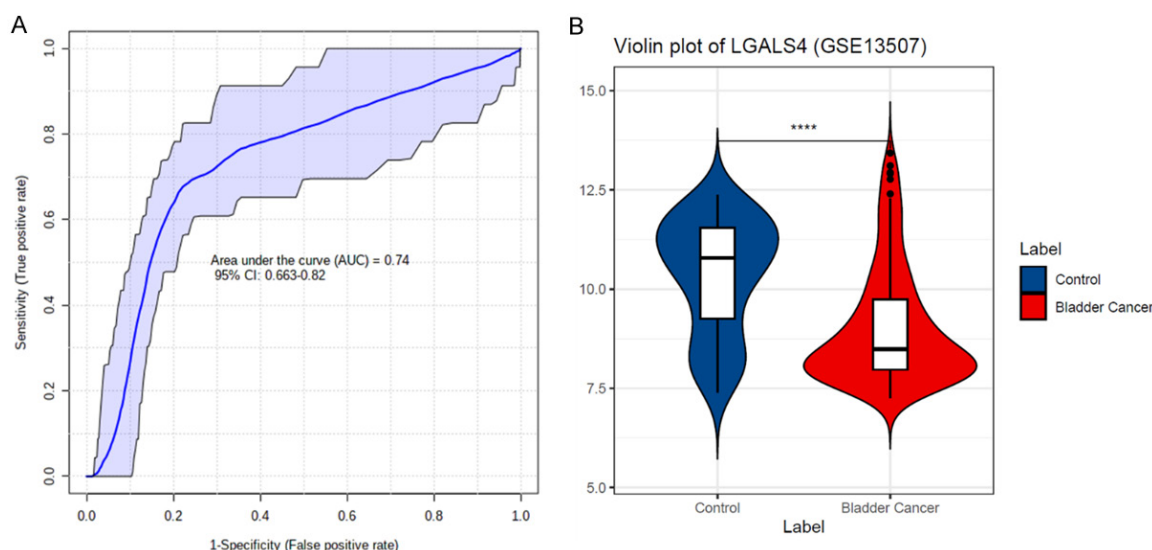 A
Sensitivity (True positive rate)
1.0
0.8
0.6
0.4
0.2
0.0
Area under the curve (AUC) = 0.74
95% CI: 0.663-0.82
0.0 0.2 0.4 0.6 0.8 1.0
1-Specificity (False positive rate)
B
Violin plot of LGALS4 (GSE13507)
15.0
12.5
10.0
7.5
5.0
****
Control Bladder Cancer
Label
Label
Control
Bladder Cancer